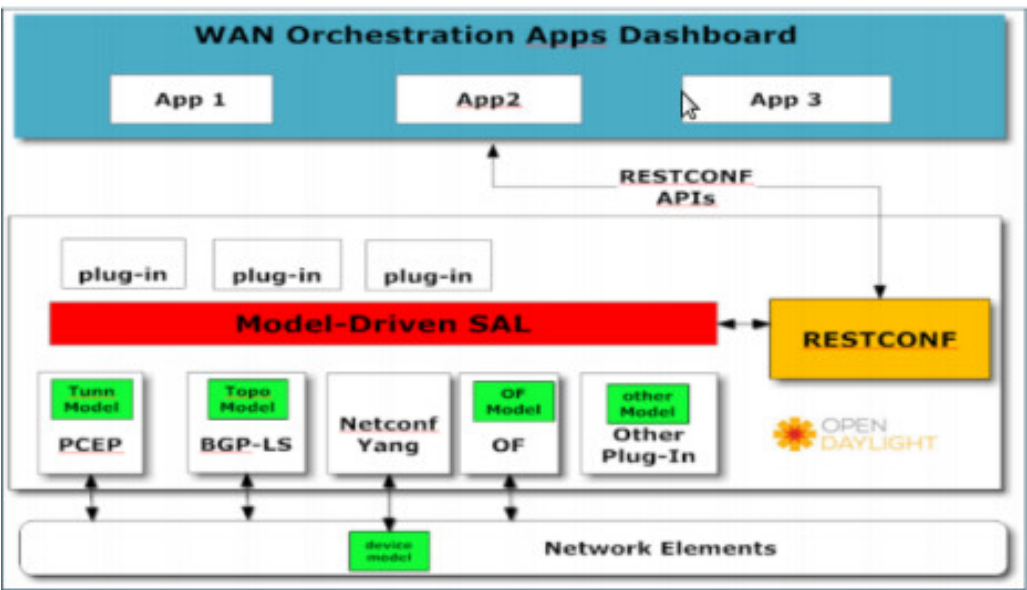 WAN Orchestration Apps Dashboard
App 1
App2
App 3
RESTCONF
APIs
plug-in
plug-in
plug-in
Model-Driven SAL
RESTCONF
Tunn
Model
PCEP
Topo
Model
BGP-LS
Netconf
Yang
OF
Model
OF
other
Model
Other
Plug-In
OPEN
DAYLIGHT
device
model
Network Elements